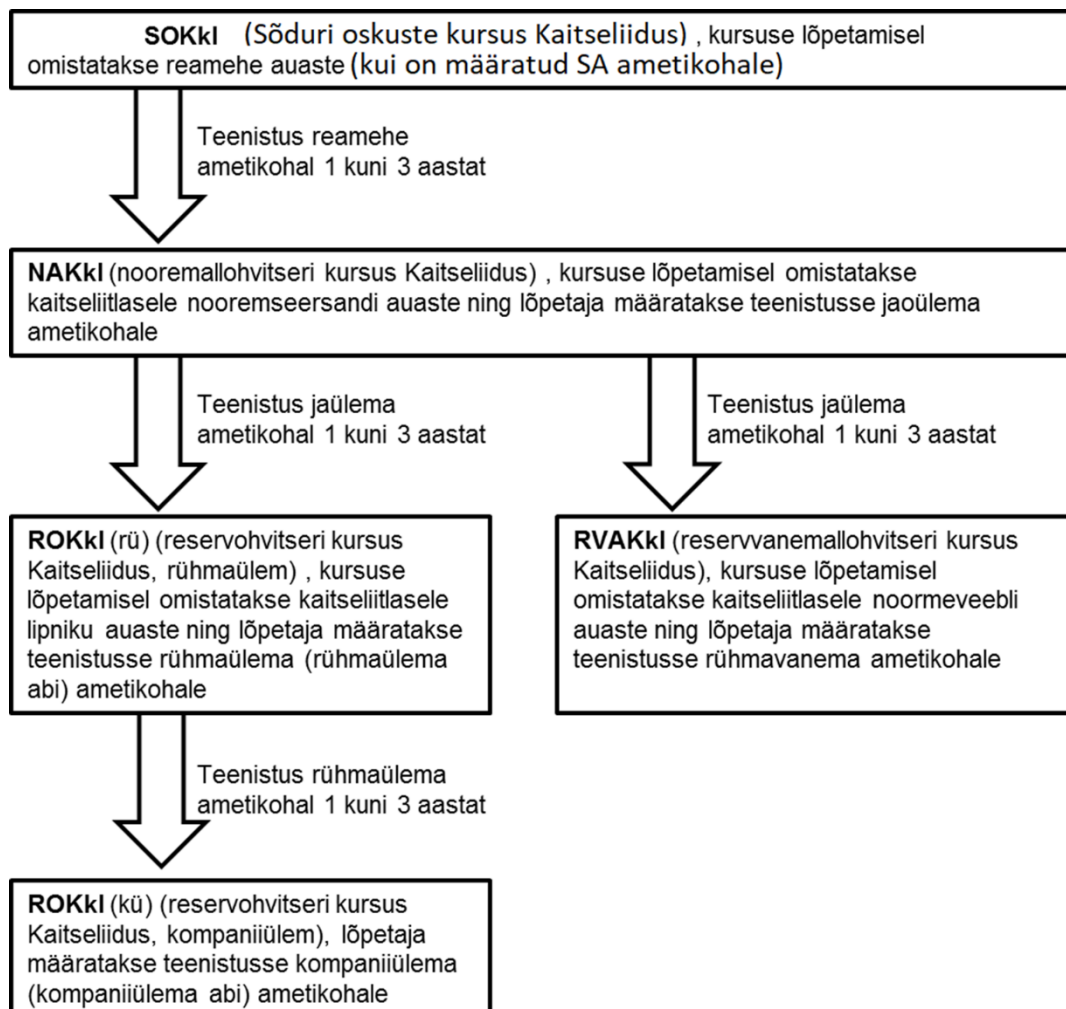 SOKkl (Sõduri oskuste kursus Kaitseliidus) , kursuse lõpetamisel
omistatakse reamehe auaste (kui on määratud SA ametikohale)
Teenistus reamehe
ametikohal 1 kuni 3 aastat
NAKkl (nooremallohvitseri kursus Kaitseliidus) , kursuse lõpetamisel omistatakse
kaitseliitlasele nooremseersandi auaste ning lõpetaja määratakse teenistusse jaoülema
ametikohale
Teenistus jaülema
ametikohal 1 kuni 3 aastat
Teenistus jaülema
ametikohal 1 kuni 3 aastat
ROKkl (rü) (reservohvitseri kursus
Kaitseliidus, rühmaülem) , kursuse
lõpetamisel omistatakse kaitseliitlasele
lipniku auaste ning lõpetaja määratakse
teenistusse rühmaülema (rühmaülema
abi) ametikohale
RVAKkl (reservvanemallohvitseri kursus
Kaitseliidus), kursuse lõpetamisel
omistatakse kaitseliitlasele noormeveebli
auaste ning lõpetaja määratakse
teenistusse rühmavanema ametikohale
Teenistus rühmaülema
ametikohal 1 kuni 3 aastat
ROKkl (kü) (reservohvitseri kursus
Kaitseliidus, kompaniiülem), lõpetaja
määratakse teenistusse kompaniiülema
(kompaniiülema abi) ametikohale